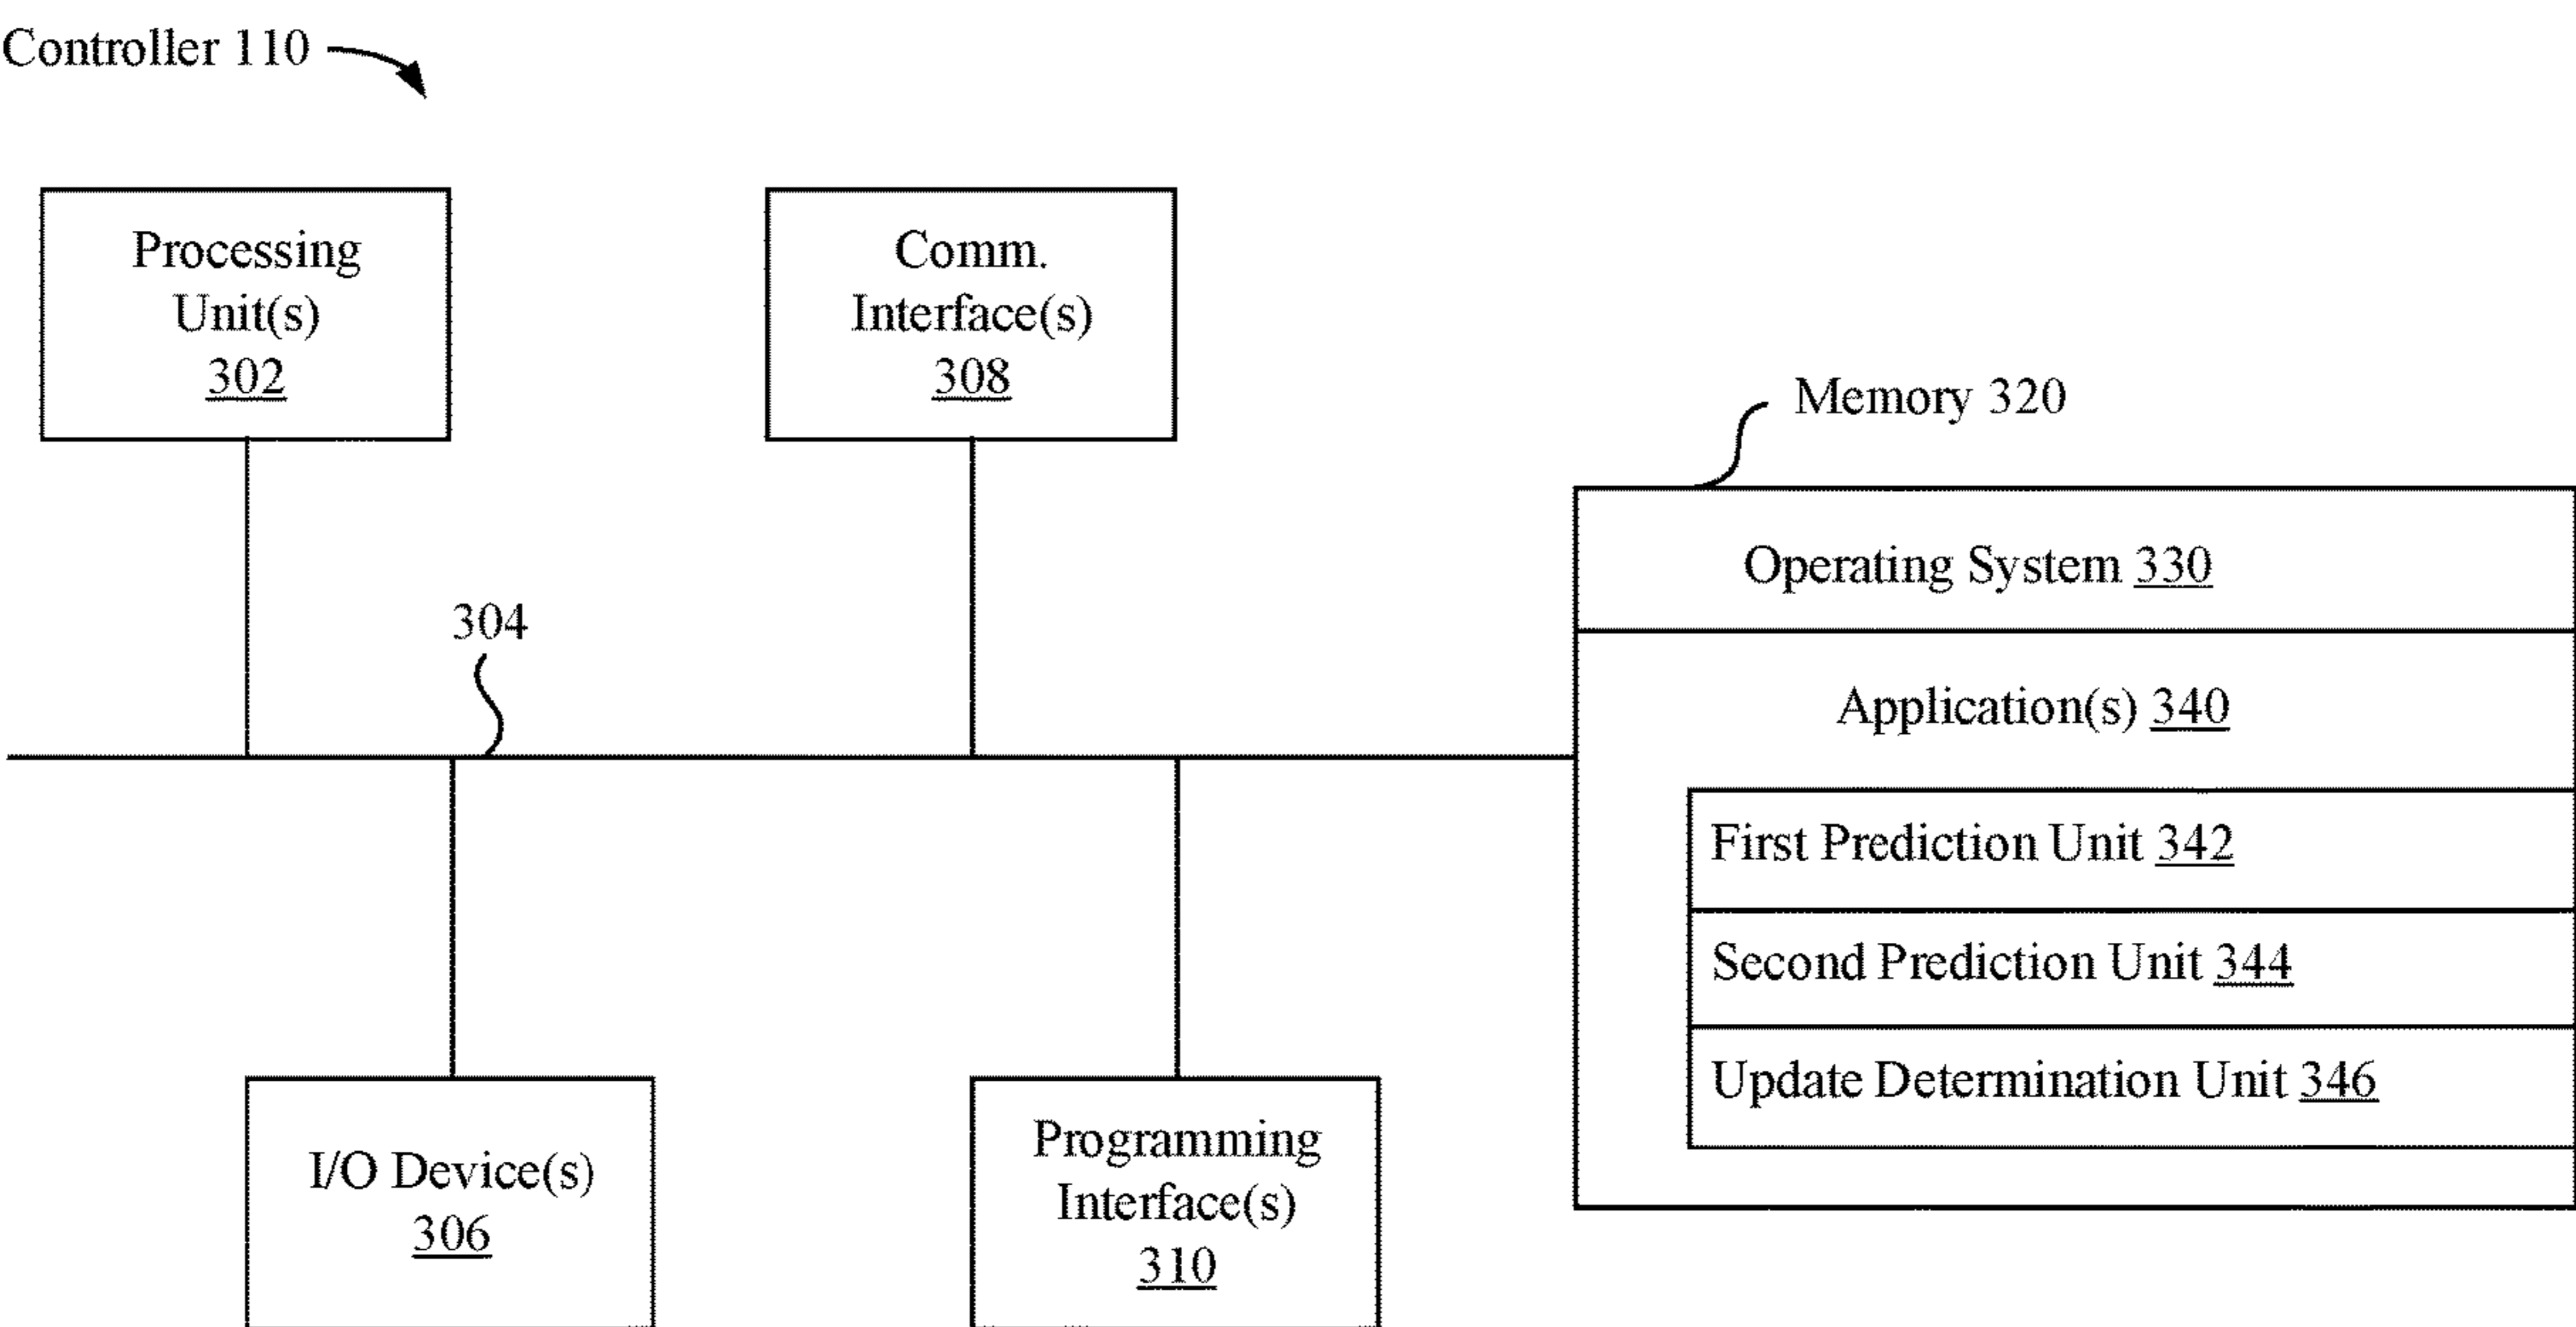 Controller 110
Processing
Unit(s)
302
Comm.
Interface(s)
308
Memory 320
Operating System 330
304
Application(s) 340
First Prediction Unit 342
Second Prediction Unit 344
Update Determination Unit 346
I/O Device(s)
306
Programming
Interface(s)
310